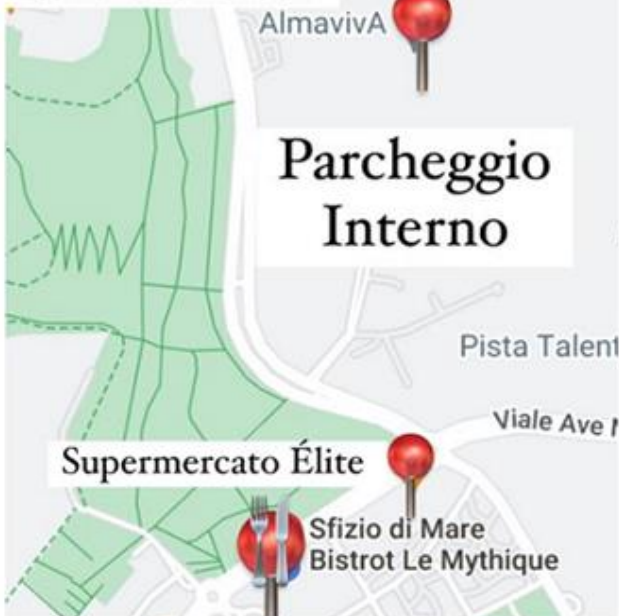 AlmavivA
Parcheggio
Interno
Pista Talent
Viale Ave
Supermercato Élite
Sfizio di Mare
Bistrot Le Mythique